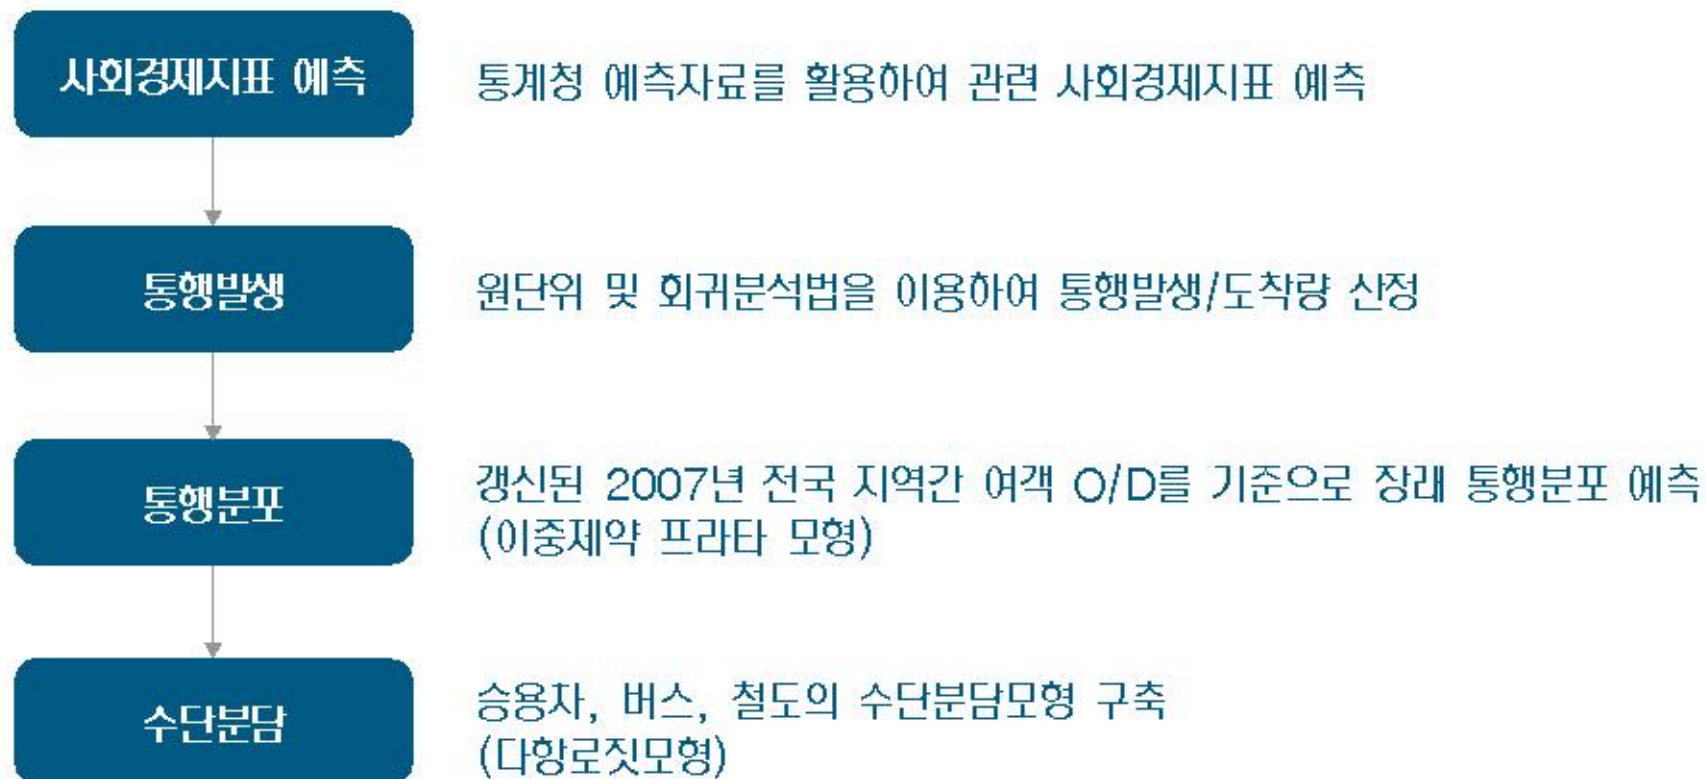 사회경제지표 예측
통계청 예측자료를 활용하여 관련 사회경제지표 예측
통행발생
원단위 및 회귀분석법을 이용하여 통행발생/도착량 산정
통행분포
갱신된 2007년 전국 지역간 여객 O/D를 기준으로 장래 통행분포 예측
(이중제약 프라타 모형)
수단분담
승용차, 버스, 철도의 수단분담모형 구축
(다항로짓모형)